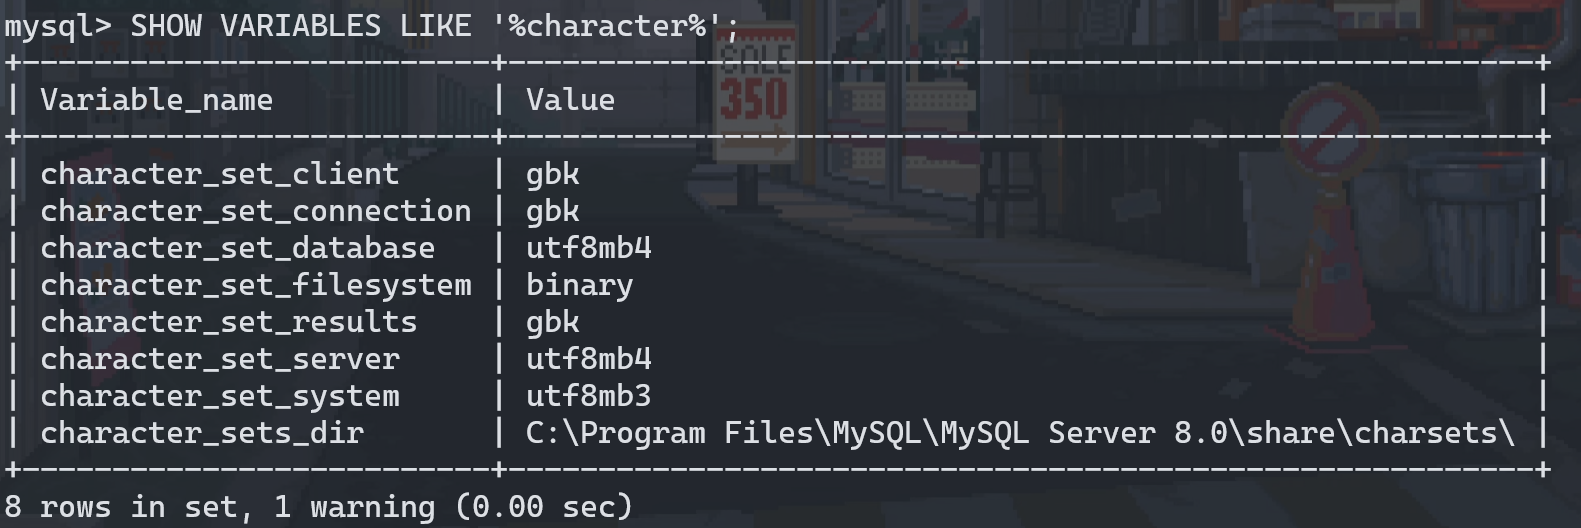 mysql> SHOW VARIABLES LIKE '%character%';
+--------------------------+---------------------------------------------------------+
| Variable_name            | Value                                                   |
+--------------------------+---------------------------------------------------------+
| character_set_client     | gbk                                                     |
| character_set_connection | gbk                                                     |
| character_set_database   | utf8mb4                                                 |
| character_set_filesystem | binary                                                  |
| character_set_results    | gbk                                                     |
| character_set_server     | utf8mb4                                                 |
| character_set_system     | utf8mb3                                                 |
| character_sets_dir       | C:\Program Files\MySQL\MySQL Server 8.0\share\charsets\ |
+--------------------------+---------------------------------------------------------+
8 rows in set, 1 warning (0.00 sec)
350